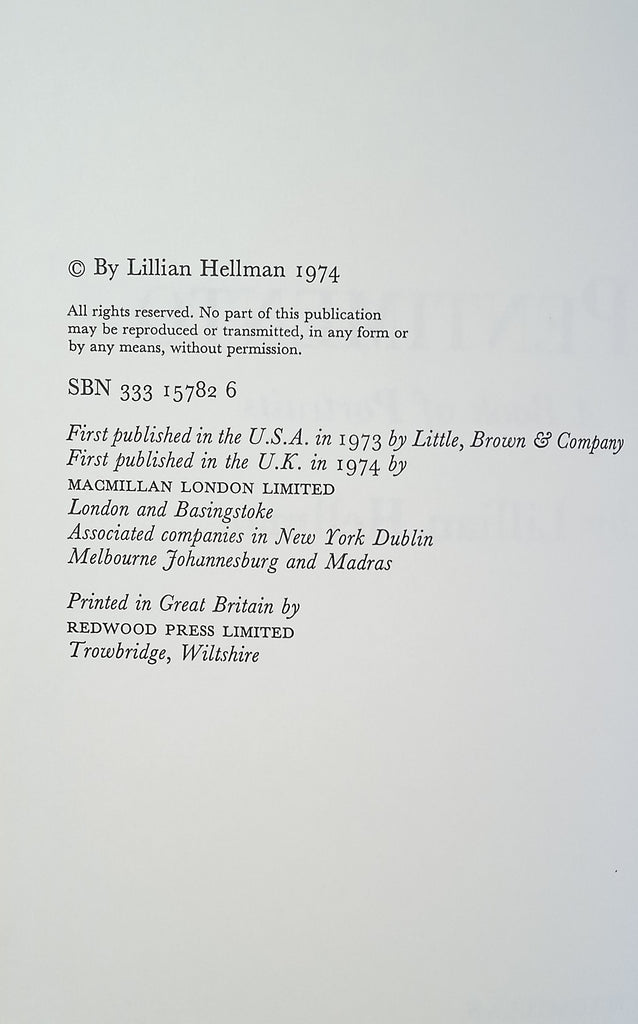 © By Lillian Hellman 1974
All rights reserved. No part of this publication
may be reproduced or transmitted, in any form or
by any means, without permission.
SBN 333 15782 6
First published in the U.S.A. in 1973 by Little, Brown & Company
First published in the U.K. in 1974 by
MACMILLAN LONDON LIMITED
London and Basingstoke
Associated companies in New York Dublin
Melbourne Johannesburg and Madras
Printed in Great Britain by
REDWOOD PRESS LIMITED
Trowbridge, Wiltshire